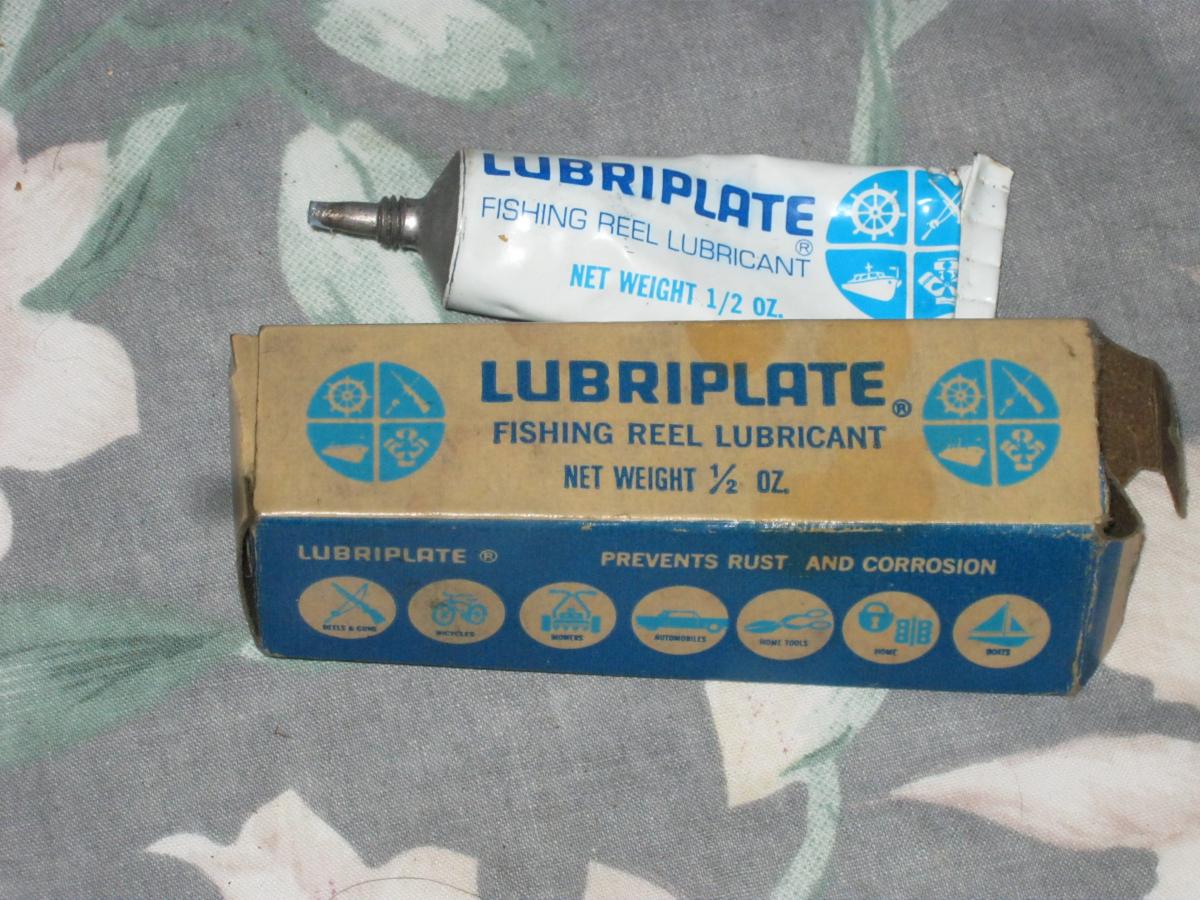 LUBRIPLATE
FISHING REEL LUBRICANT ®
NET WEIGHT 1/2 OZ.
LUBRIPLATE ®
FISHING REEL LUBRICANT
NET WEIGHT ½ OZ.
LUBRIPLATE ® PREVENTS RUST AND CORROSION
REELS & GUNS BICYCLES MOWERS AUTOMOBILES HOME TOOLS HOME BOATS